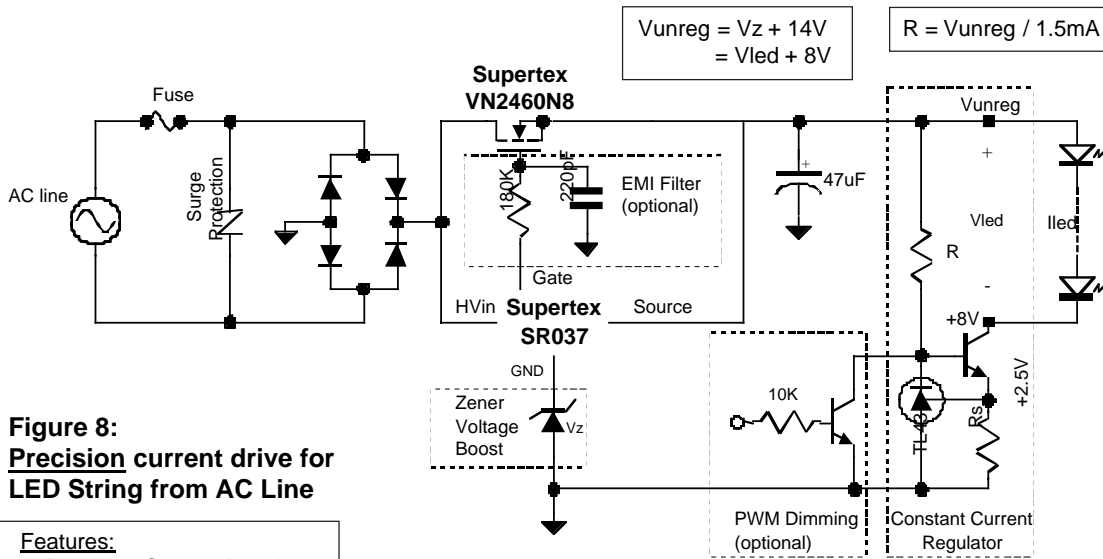 Vunreg = Vz + 14V
= Vled + 8V
R = Vunreg / 1.5mA
Supertex
VN2460N8
Fuse
Vunreg
AC line
Surge
Protection
180K
220pF
EMI Filter
(optional)
+
47uF
+
Vled
Iled
R
-
Gate
HVin
Supertex
SR037
Source
+8V
+2.5V
GND
Zener
Voltage
Boost
Vz
10K
TL43
Rs
Figure 8:
Precision current drive for
LED String from AC Line
PWM Dimming
(optional)
Constant Current
Regulator
Features: